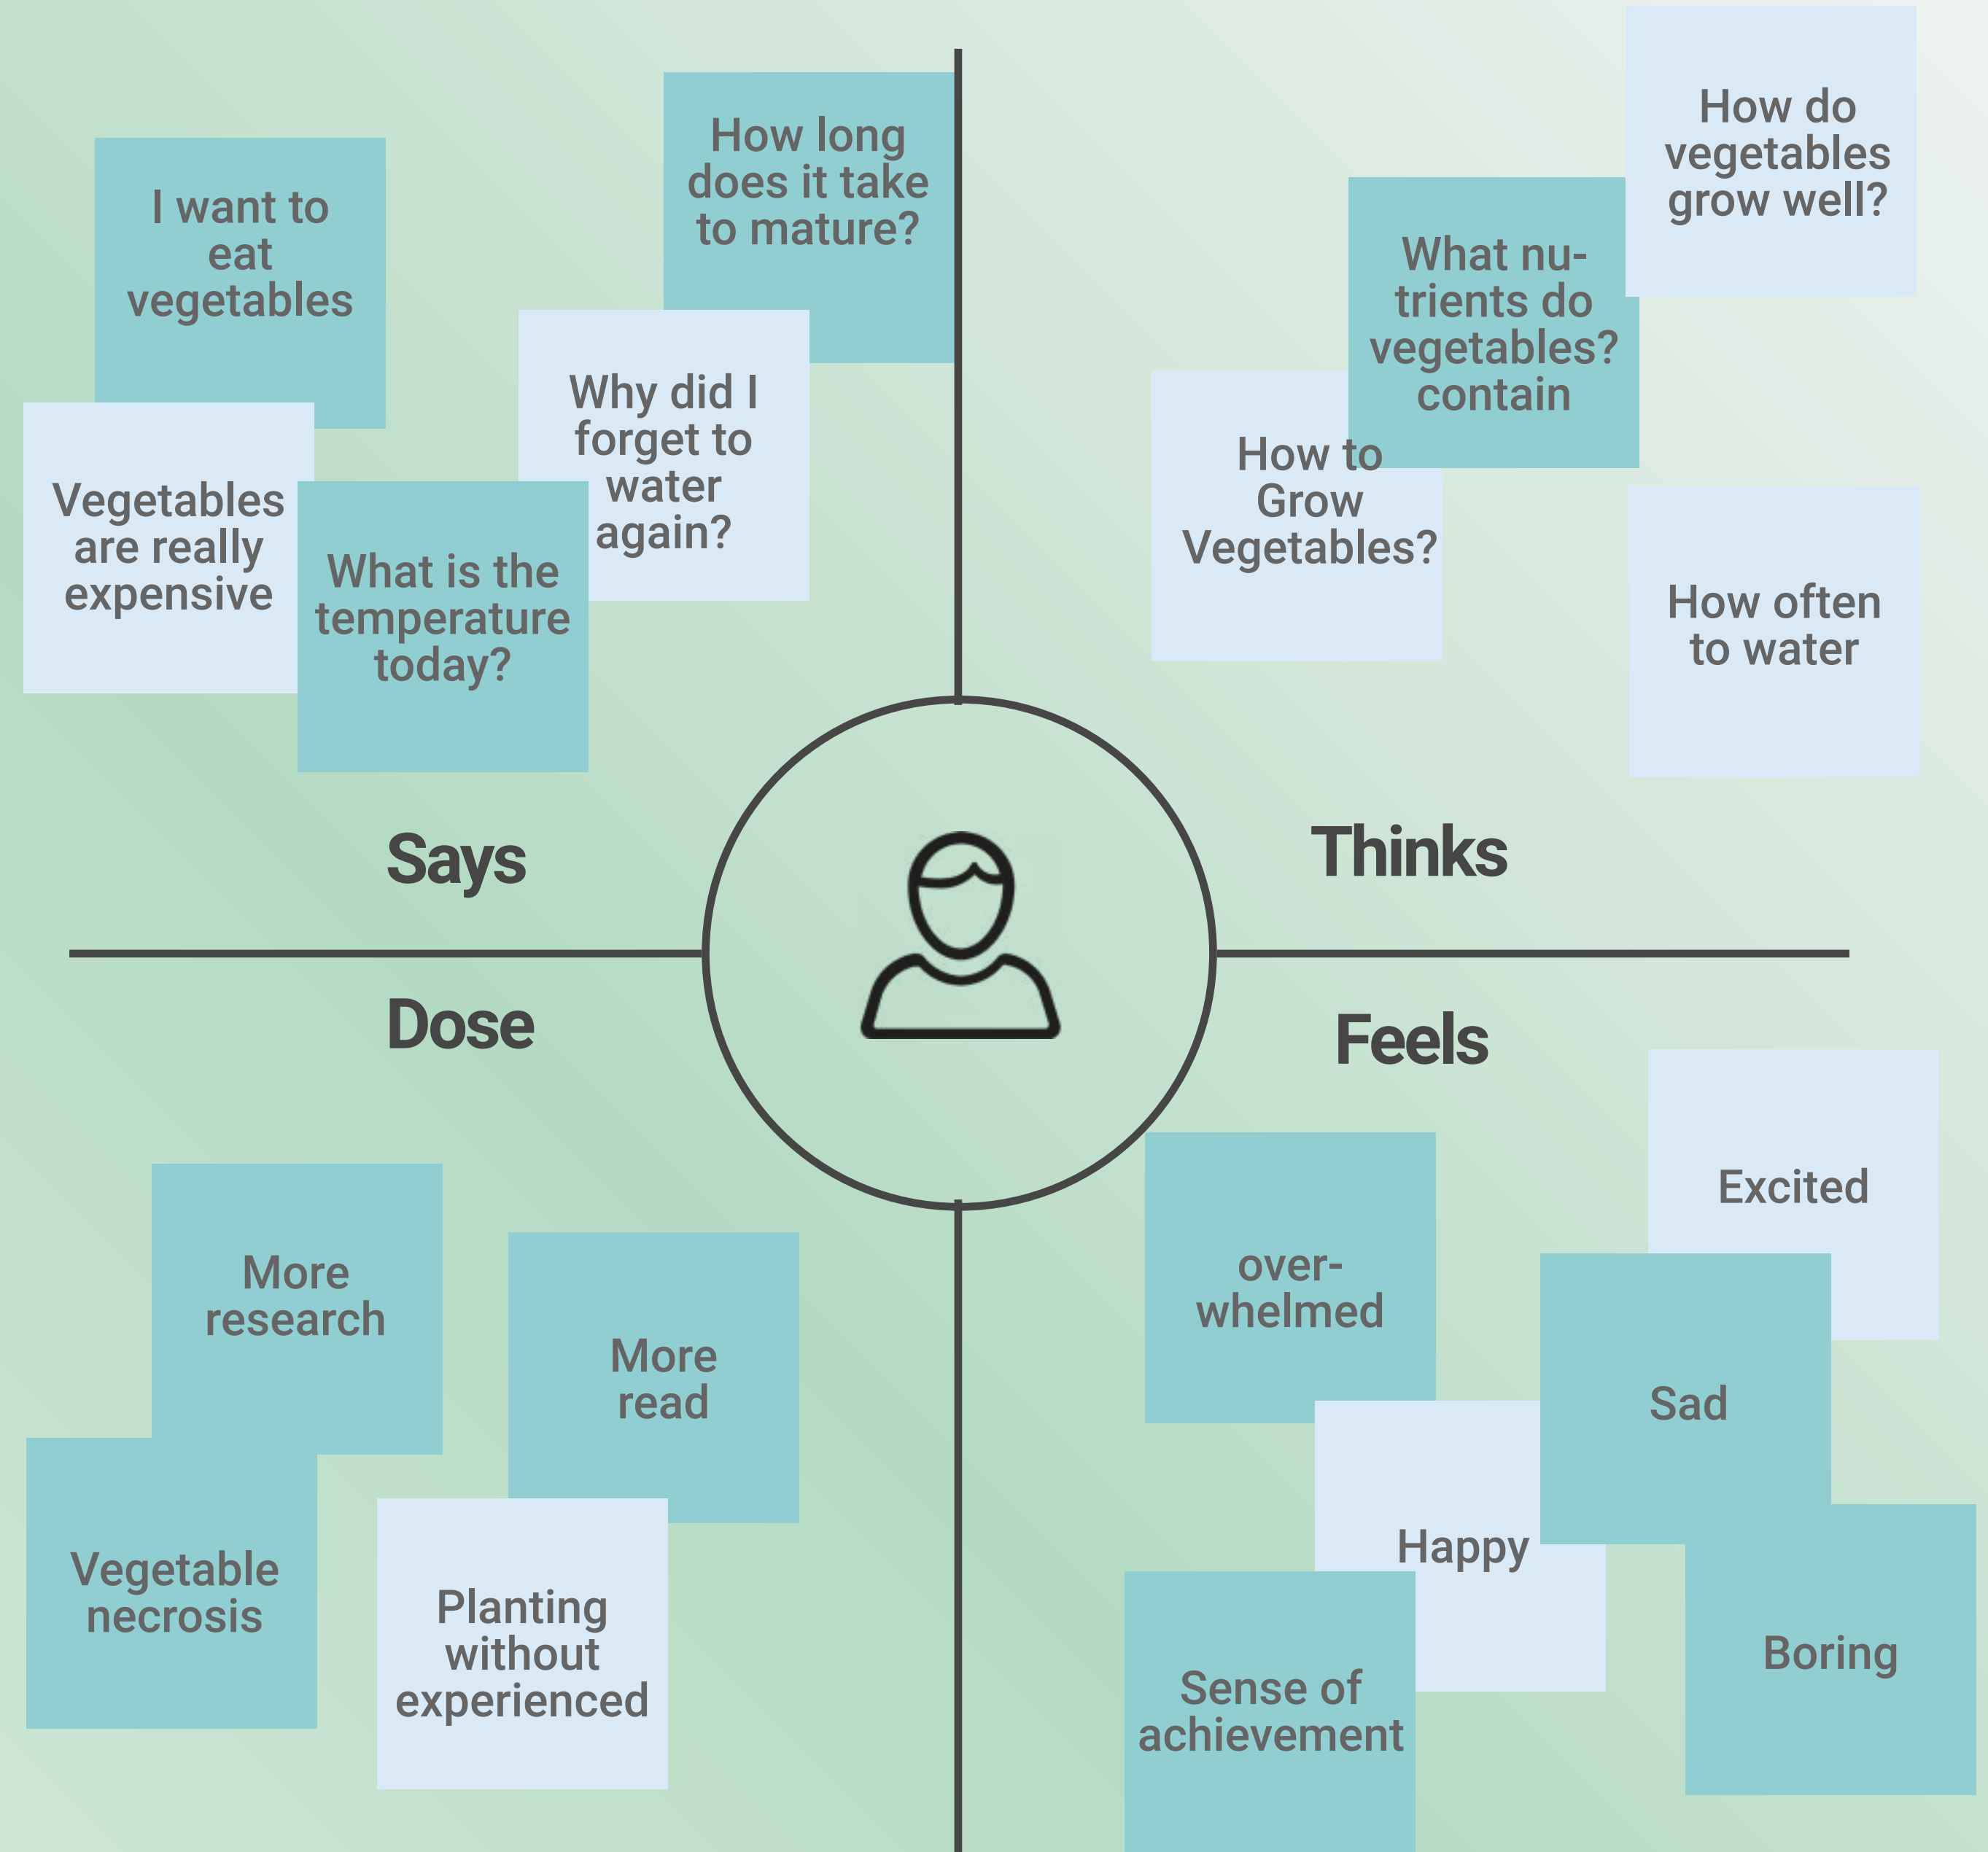 I want to
eat
vegetables
How long
does it take
to mature?
Vegetables
are really
expensive
What is the
temperature
today?
Why did I
forget to
water
again?
Says
How do
vegetables
grow well?
What nu-
trients do
vegetables?
contain
How to
Grow
Vegetables?
How often
to water
Thinks
Dose
More
research
More
read
Vegetable
necrosis
Planting
without
experienced
Feels
Excited
over-
whelmed
Sad
Happy
Boring
Sense of
achievement